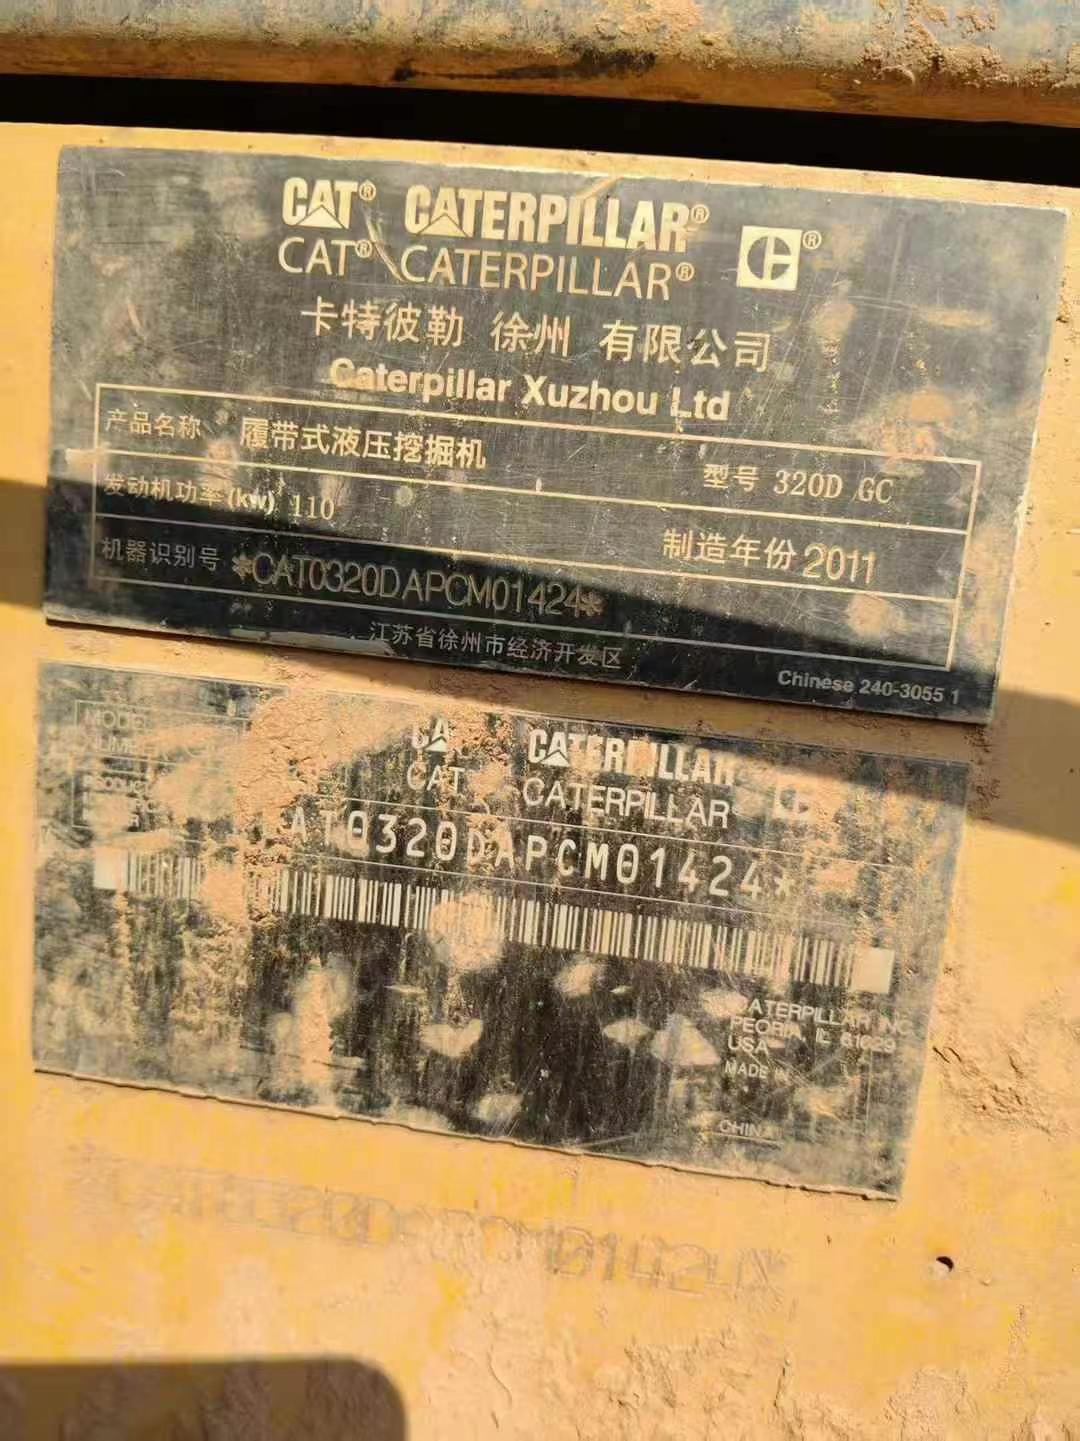 CAT® CATERPILLAR®
CAT® CATERPILLAR®
卡特彼勒 徐州 有限公司
Caterpillar Xuzhou Ltd
产品名称 履带式液压挖掘机 型号 320D GC
发动机功率(kw) 110 制造年份 2011
机器识别号 *CAT0320DAPCM01424*
江苏省徐州市经济开发区
Chinese 240-3055 1
MODEL
CAT CATERPILLAR
CAT CATERPILLAR
AT0320DAPCM01424*
CATERPILLAR INC
PEORIA, IL 61629
USA
MADE IN
CHINA